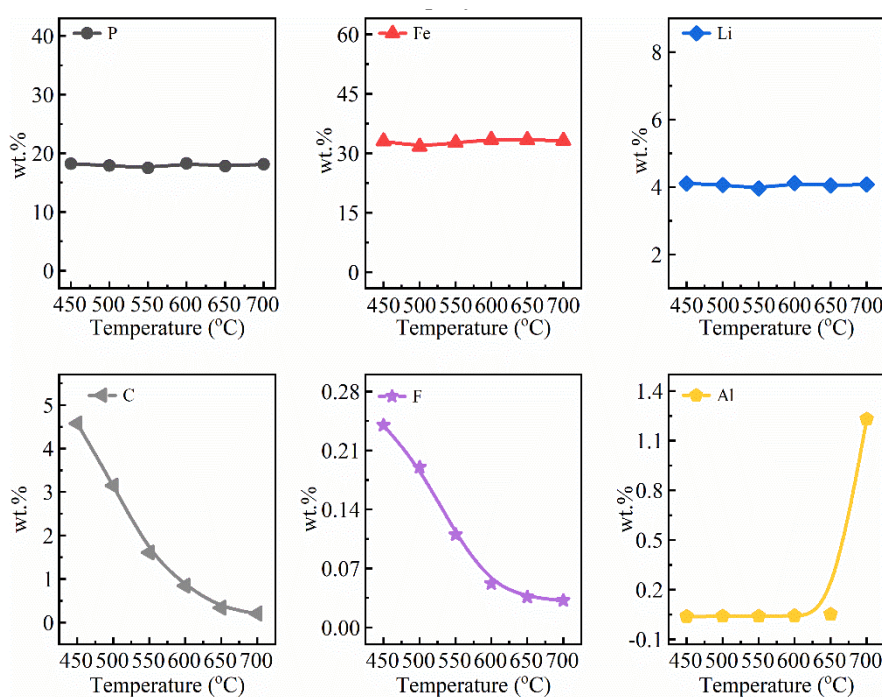 P
40
30
20
10
0
wt.%
450 500 550 600 650 700
Temperature (°C)
Fe
60
45
30
15
0
wt.%
450 500 550 600 650 700
Temperature (°C)
Li
8
6
4
2
wt.%
450 500 550 600 650 700
Temperature (°C)
C
5
4
3
2
1
0
wt.%
450 500 550 600 650 700
Temperature (°C)
F
0.28
0.21
0.14
0.07
0.00
wt.%
450 500 550 600 650 700
Temperature (°C)
Al
1.4
1.1
0.8
0.5
0.2
-0.1
wt.%
450 500 550 600 650 700
Temperature (°C)